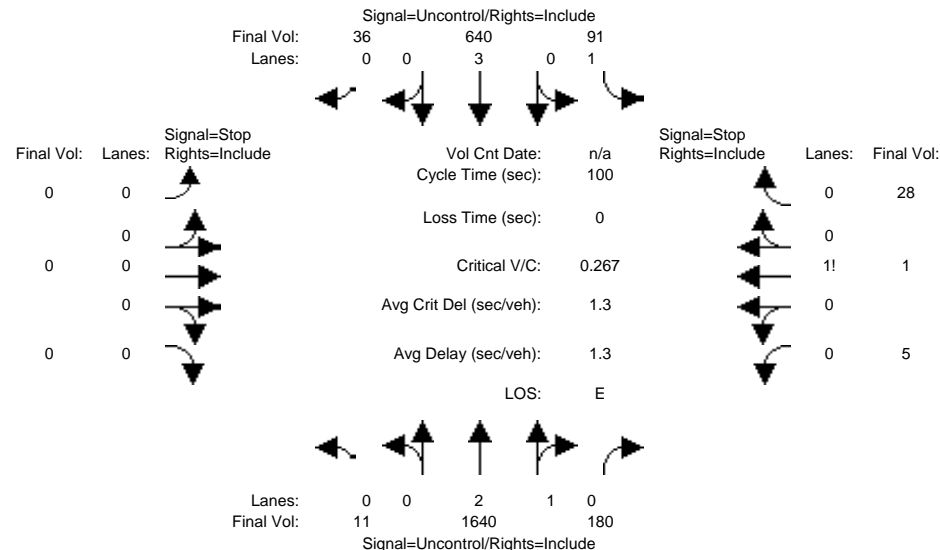 Signal=Uncontrol/Rights=Include
Final Vol: 36 640 91
Lanes: 0 0 3 0 1
Signal=Stop Signal=Stop
Final Vol: Lanes: Rights=Include Vol Cnt Date: n/a Rights=Include Lanes: Final Vol:
Cycle Time (sec): 100
0 0 0 28
Loss Time (sec): 0
0 0
0 0 Critical V/C: 0.267 1! 1
0 Avg Crit Del (sec/veh): 1.3 0
0 0 Avg Delay (sec/veh): 1.3 0 5
LOS: E
Lanes: 0 0 2 1 0
Final Vol: 11 1640 180
Signal=Uncontrol/Rights=Include